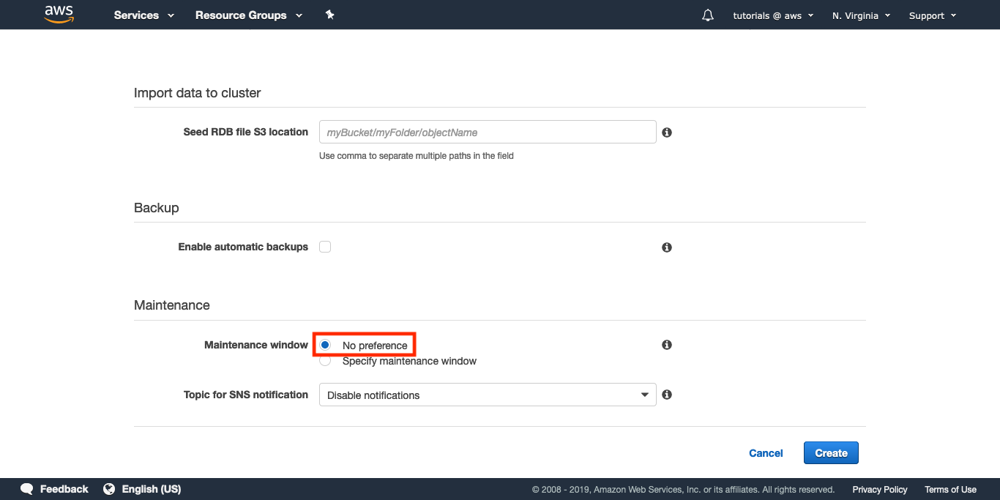 aws Services Resource Groups tutorials @ aws N. Virginia Support
Import data to cluster
Seed RDB file S3 location myBucket/myFolder/objectName
Use comma to separate multiple paths in the field
Backup
Enable automatic backups
Maintenance
Maintenance window No preference
Specify maintenance window
Topic for SNS notification Disable notifications
Cancel Create
Feedback English (US) © 2008 - 2019, Amazon Web Services, Inc. or its affiliates. All rights reserved. Privacy Policy Terms of Use